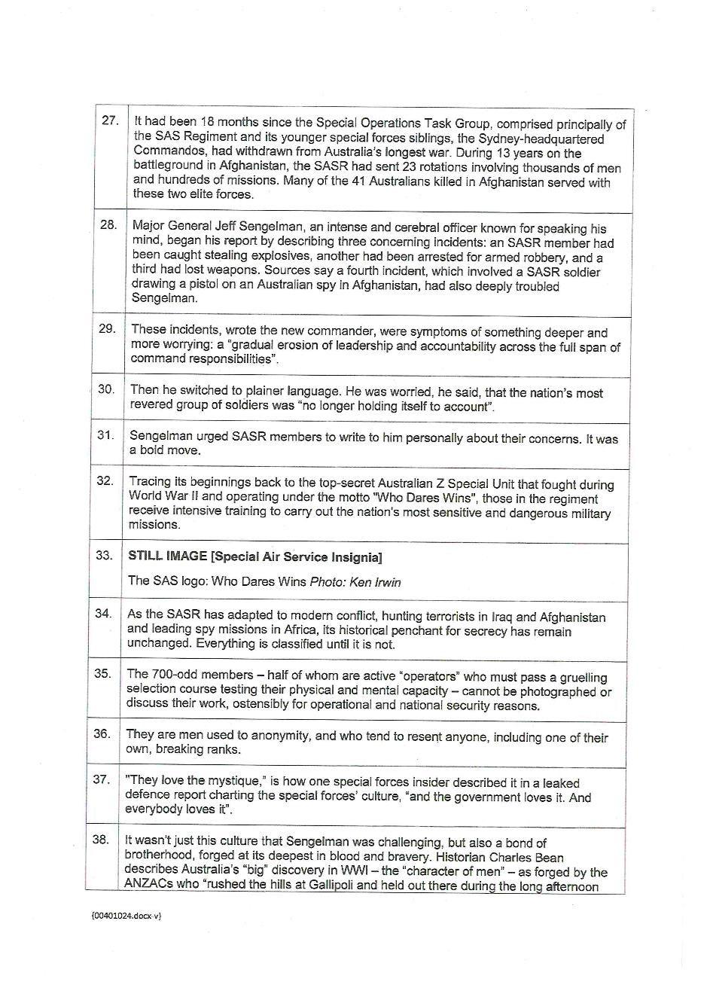 27. It had been 18 months since the Special Operations Task Group, comprised principally of
the SAS Regiment and its younger special forces siblings, the Sydney-headquartered
Commandos, had withdrawn from Australia's longest war. During 13 years on the
battleground in Afghanistan, the SASR had sent 23 rotations involving thousands of men
and hundreds of missions. Many of the 41 Australians killed in Afghanistan served with
these two elite forces.
28. Major General Jeff Sengelman, an intense and cerebral officer known for speaking his
mind, began his report by describing three concerning incidents: an SASR member had
been caught stealing explosives, another had been arrested for armed robbery, and a
third had lost weapons. Sources say a fourth incident, which involved a SASR soldier
drawing a pistol on an Australian spy in Afghanistan, had also deeply troubled
Sengelman.
29. These incidents, wrote the new commander, were symptoms of something deeper and
more worrying: a "gradual erosion of leadership and accountability across the full span of
command responsibilities".
30. Then he switched to plainer language. He was worried, he said, that the nation's most
revered group of soldiers was "no longer holding itself to account".
31. Sengelman urged SASR members to write to him personally about their concerns. It was
a bold move.
32. Tracing its beginnings back to the top-secret Australian Z Special Unit that fought during
World War II and operating under the motto "Who Dares Wins", those in the regiment
receive intensive training to carry out the nation's most sensitive and dangerous military
missions.
33. STILL IMAGE [Special Air Service Insignia]
The SAS logo: Who Dares Wins Photo: Ken Irwin
34. As the SASR has adapted to modern conflict, hunting terrorists in Iraq and Afghanistan
and leading spy missions in Africa, its historical penchant for secrecy has remain
unchanged. Everything is classified until it is not.
35. The 700-odd members – half of whom are active "operators" who must pass a gruelling
selection course testing their physical and mental capacity – cannot be photographed or
discuss their work, ostensibly for operational and national security reasons.
36. They are men used to anonymity, and who tend to resent anyone, including one of their
own, breaking ranks.
37. "They love the mystique," is how one special forces insider described it in a leaked
defence report charting the special forces' culture, "and the government loves it. And
everybody loves it".
38. It wasn't just this culture that Sengelman was challenging, but also a bond of
brotherhood, forged at its deepest in blood and bravery. Historian Charles Bean
describes Australia's "big" discovery in WWI – the "character of men" – as forged by the
ANZACs who "rushed the hills at Gallipoli and held out there during the long afternoon
{00401024.docx-v}